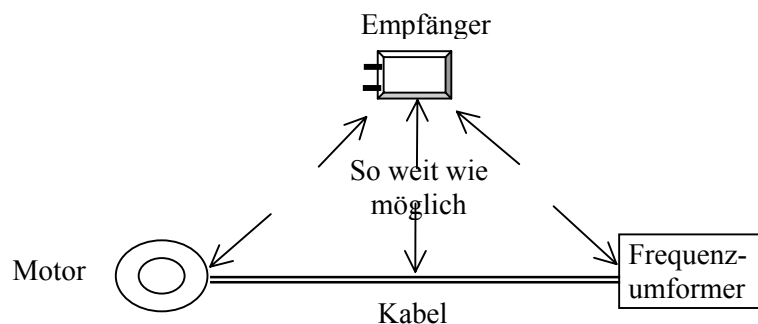 Empfänger
So weit wie
möglich
Motor
Frequenz-
umformer
Kabel